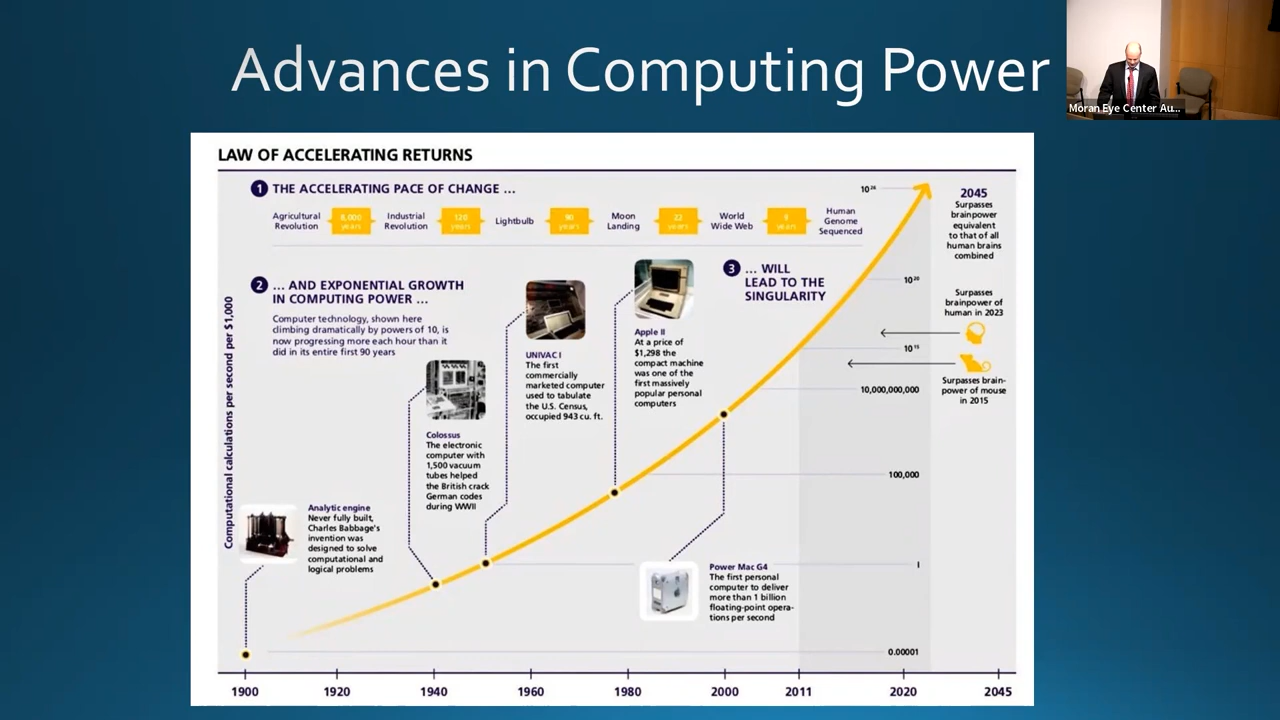 Advances in Computing Power
Moran Eye Center Au...
LAW OF ACCELERATING RETURNS
1 THE ACCELERATING PACE OF CHANGE ...
Agricultural
Revolution
8,000
years
Industrial
Revolution
120
years
Lightbulb
90
years
Moon
Landing
22
years
World
Wide Web
9
years
Human
Genome
Sequenced
2 ... AND EXPONENTIAL GROWTH
IN COMPUTING POWER ...
Computer technology, shown here
climbing dramatically by powers of 10, is
now progressing more each hour than it
did in its entire first 90 years
3 ... WILL
LEAD TO THE
SINGULARITY
Computational calculations per second per $1,000
Analytic engine
Never fully built,
Charles Babbage's
invention was
designed to solve
computational and
logical problems
Colossus
The electronic
computer with
1,500 vacuum
tubes helped
the British crack
German codes
during WWII
UNIVAC I
The first
commercially
marketed computer
used to tabulate
the U.S. Census,
occupied 943 cu. ft.
Apple II
At a price of
$1,298 the
compact machine
was one of the
first massively
popular personal
computers
Power Mac G4
The first personal
computer to deliver
more than 1 billion
floating-point opera-
tions per second
10²⁶
10²⁰
10¹⁵
10,000,000,000
100,000
1
0.00001
2045
Surpasses
brainpower
equivalent
to that of all
human brains
combined
Surpasses
brainpower of
human in 2023
Surpasses brain-
power of mouse
in 2015
1900 1920 1940 1960 1980 2000 2011 2020 2045